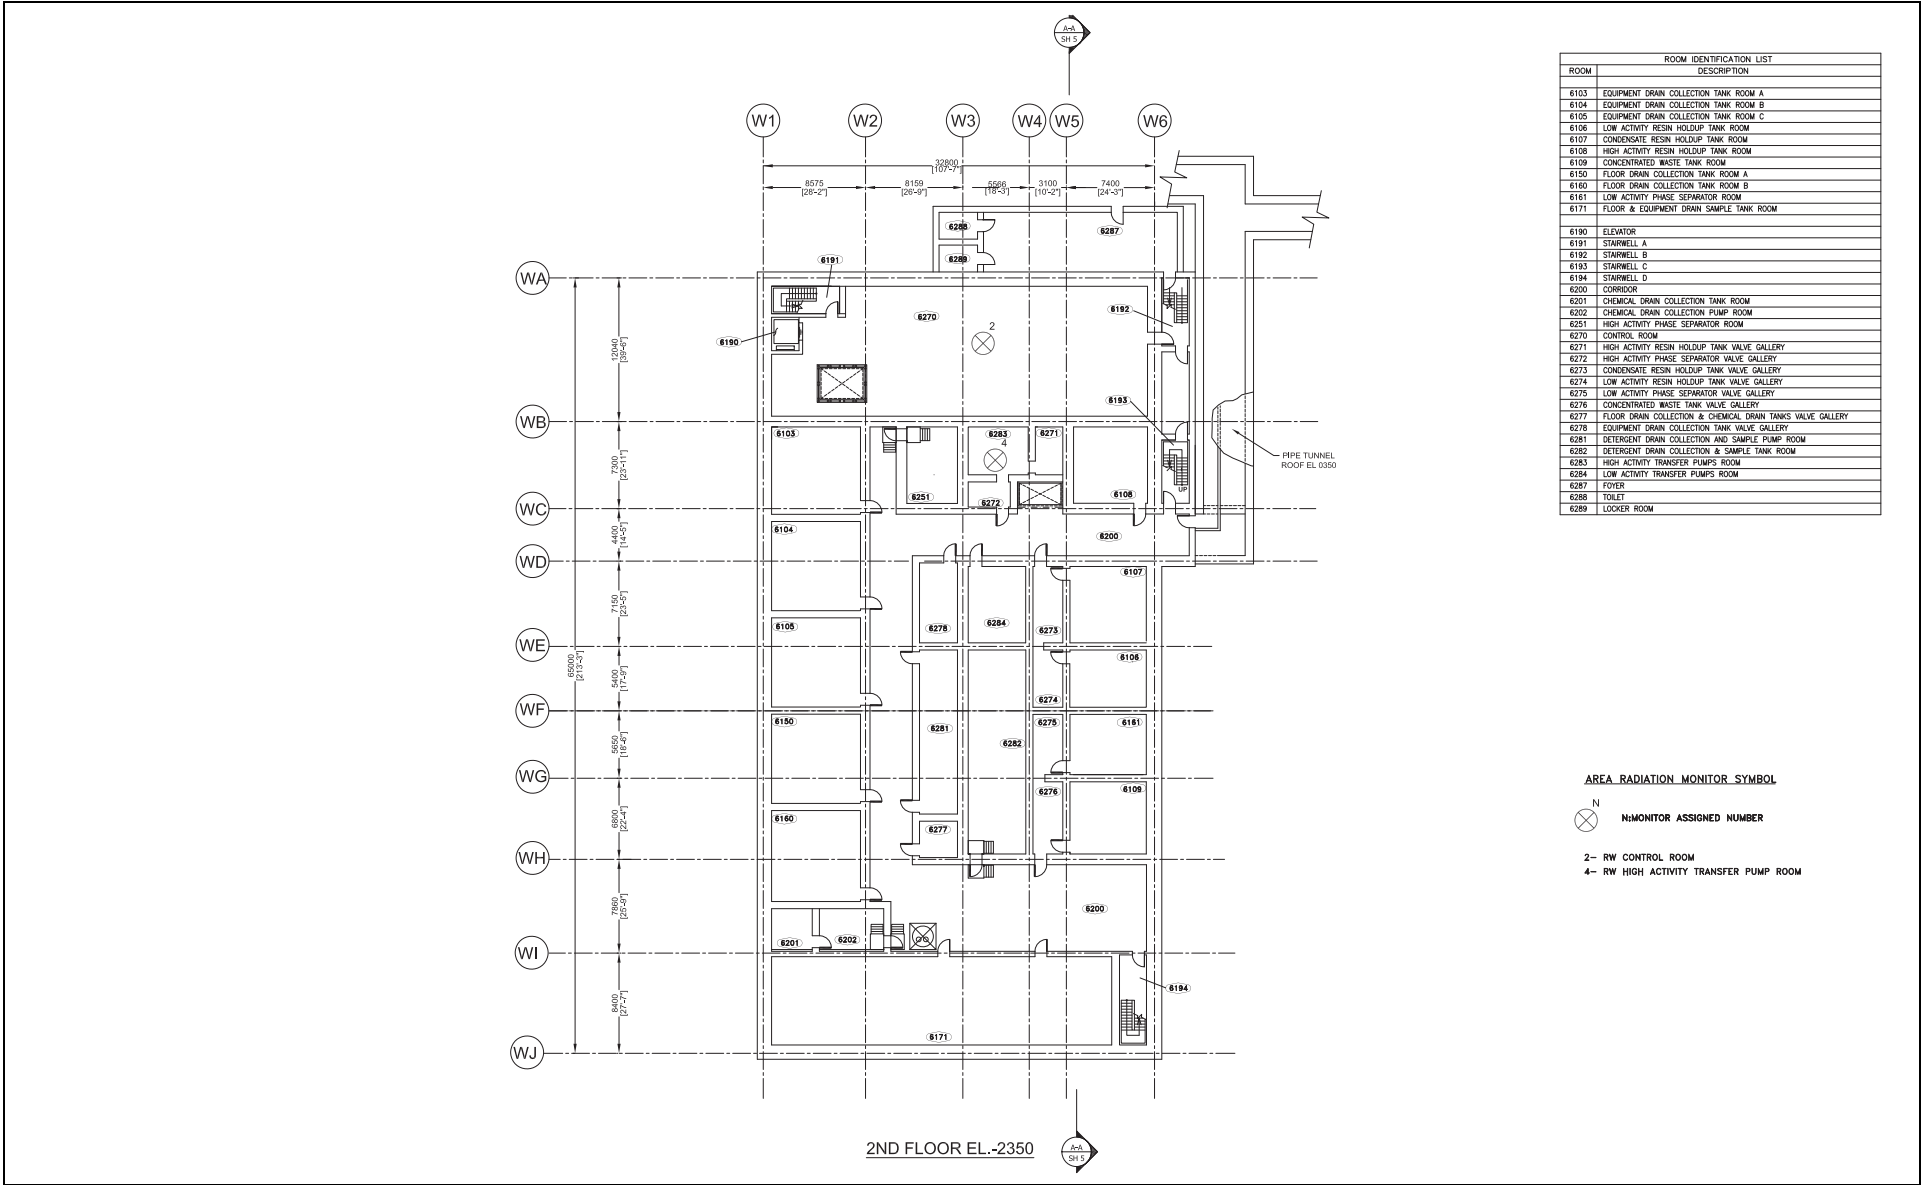 A-A
SH 5
ROOM IDENTIFICATION LIST
ROOM DESCRIPTION
6103 EQUIPMENT DRAIN COLLECTION TANK ROOM A
6104 EQUIPMENT DRAIN COLLECTION TANK ROOM B
6105 EQUIPMENT DRAIN COLLECTION TANK ROOM C
6106 LOW ACTIVITY RESIN HOLDUP TANK ROOM
6107 CONDENSATE RESIN HOLDUP TANK ROOM
6108 HIGH ACTIVITY RESIN HOLDUP TANK ROOM
6109 CONCENTRATED WASTE TANK ROOM
6150 FLOOR DRAIN COLLECTION TANK ROOM A
6160 FLOOR DRAIN COLLECTION TANK ROOM B
6161 LOW ACTIVITY PHASE SEPARATOR ROOM
6171 FLOOR & EQUIPMENT DRAIN SAMPLE TANK ROOM
6190 ELEVATOR
6191 STAIRWELL A
6192 STAIRWELL B
6193 STAIRWELL C
6194 STAIRWELL D
6200 CORRIDOR
6201 CHEMICAL DRAIN COLLECTION TANK ROOM
6202 CHEMICAL DRAIN COLLECTION PUMP ROOM
6251 HIGH ACTIVITY PHASE SEPARATOR ROOM
6270 CONTROL ROOM
6271 HIGH ACTIVITY RESIN HOLDUP TANK VALVE GALLERY
6272 HIGH ACTIVITY PHASE SEPARATOR VALVE GALLERY
6273 CONDENSATE RESIN HOLDUP TANK VALVE GALLERY
6274 LOW ACTIVITY RESIN HOLDUP TANK VALVE GALLERY
6275 LOW ACTIVITY PHASE SEPARATOR VALVE GALLERY
6276 CONCENTRATED WASTE TANK VALVE GALLERY
6277 FLOOR DRAIN COLLECTION & CHEMICAL DRAIN TANKS VALVE GALLERY
6278 EQUIPMENT DRAIN COLLECTION TANK VALVE GALLERY
6281 DETERGENT DRAIN COLLECTION AND SAMPLE PUMP ROOM
6282 DETERGENT DRAIN COLLECTION & SAMPLE TANK ROOM
6283 HIGH ACTIVITY TRANSFER PUMPS ROOM
6284 LOW ACTIVITY TRANSFER PUMPS ROOM
6287 FOYER
6288 TOILET
6289 LOCKER ROOM
W1 W2 W3 W4 W5 W6
32800
[107'-7"]
8575 8159 5566 3100 7400
[28'-2"] [26'-9"] [18'-3'] [10'-2"] [24'-3"]
6288 6287
6289
6191
WA
6192
6270
2
6190
12040
[39'-6"]
6193
WB
6103 6283 6271
4
PIPE TUNNEL
ROOF EL 0350
7300
[23'-11"]
UP
6251 6272 6108
WC
6104
6200
4400
[14'-5"]
WD
6107
7150
[23'-5"]
6105 6278 6284 6273
WE
6106
65000
[213'-3"]
5400
[17'-9"]
6274
WF
6150 6281 6275 6161
6282
5650
[18'-6"]
WG
6276 6109
6160 6277
6800
[22'-4"]
WH
7860
[25'-9"]
6200
6201 6202
WI
6194
8400
[27'-7"]
6171
WJ
AREA RADIATION MONITOR SYMBOL
N
N:MONITOR ASSIGNED NUMBER
2- RW CONTROL ROOM
4- RW HIGH ACTIVITY TRANSFER PUMP ROOM
2ND FLOOR EL.-2350
A-A
SH 5